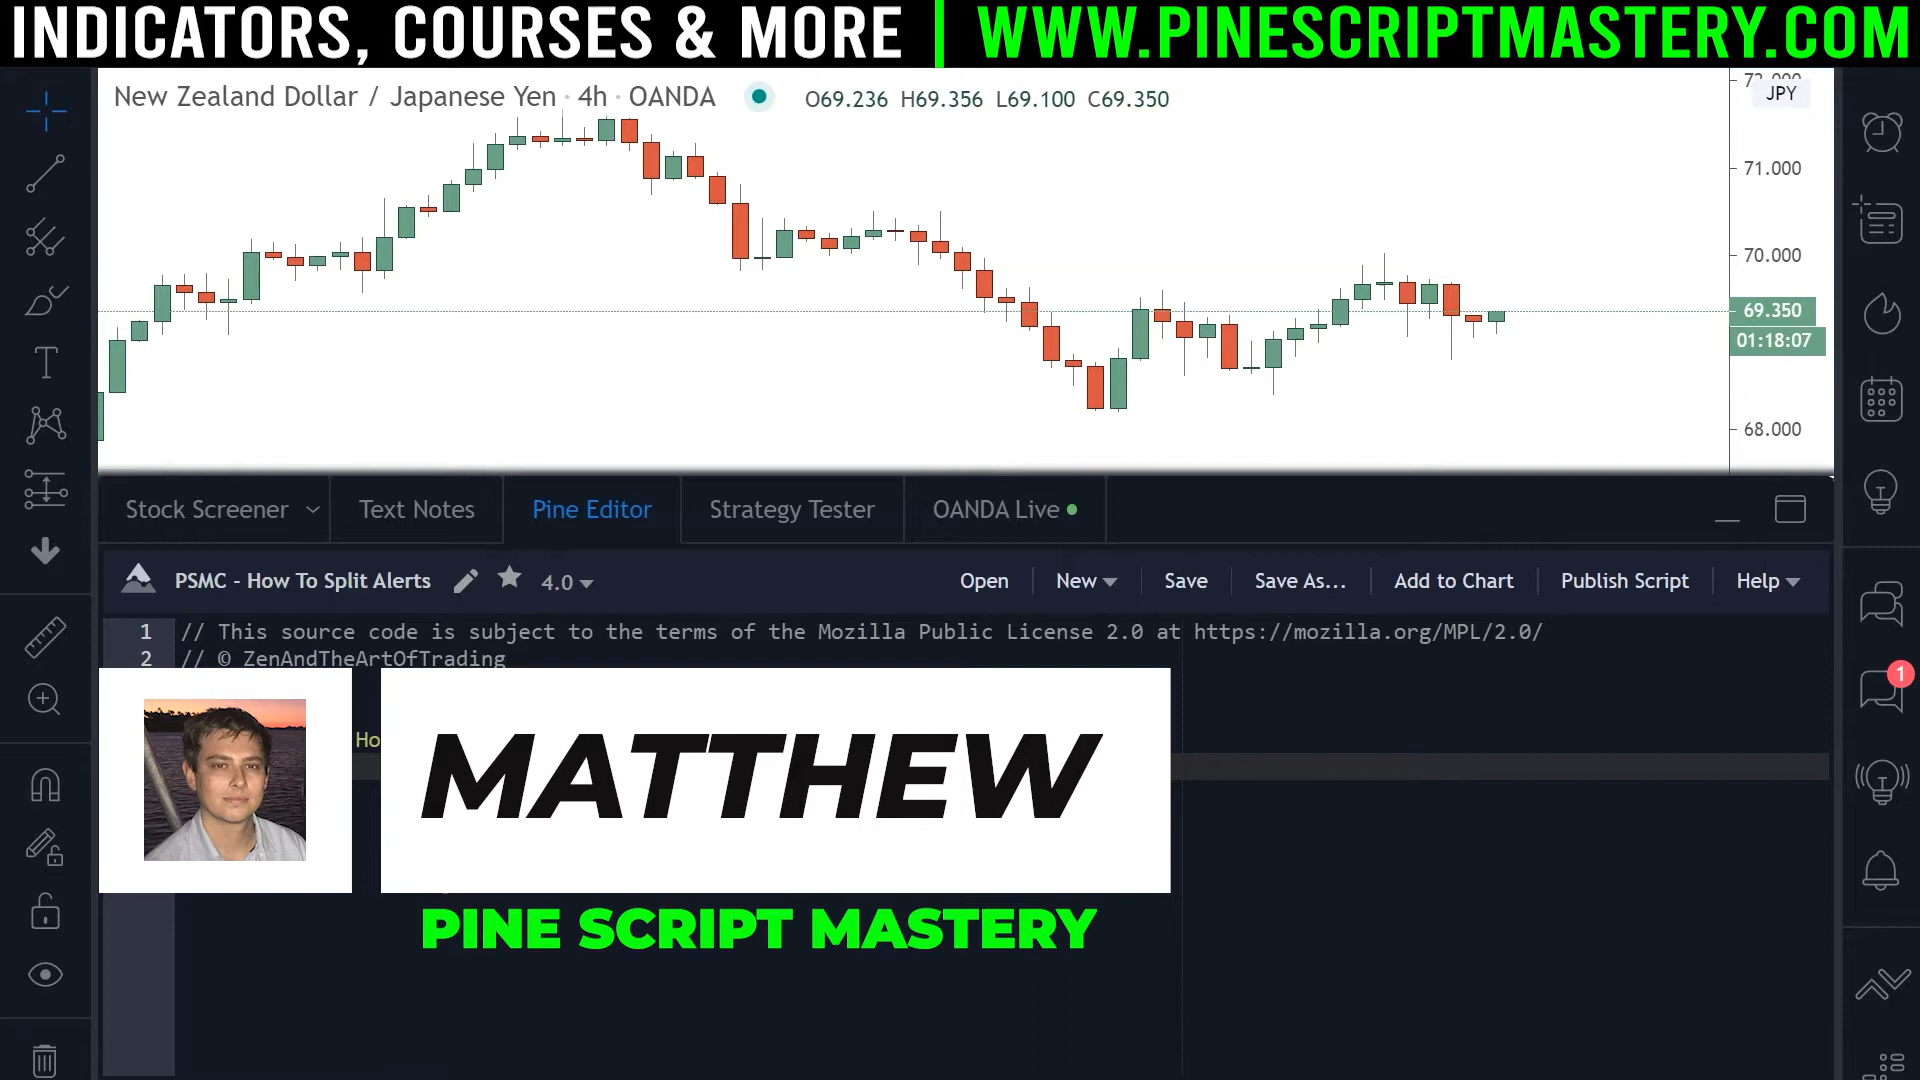 INDICATORS, COURSES & MORE | WWW.PINESCRIPTMASTERY.COM
New Zealand Dollar / Japanese Yen · 4h · OANDA
O69.236 H69.356 L69.100 C69.350
JPY
71.000
70.000
69.350
01:18:07
68.000
Stock Screener
Text Notes
Pine Editor
Strategy Tester
OANDA Live
PSMC - How To Split Alerts
4.0
Open
New
Save
Save As...
Add to Chart
Publish Script
Help
1 // This source code is subject to the terms of the Mozilla Public License 2.0 at https://mozilla.org/MPL/2.0/
2 // © ZenAndTheArtOfTrading
Ho
1
MATTHEW
PINE SCRIPT MASTERY